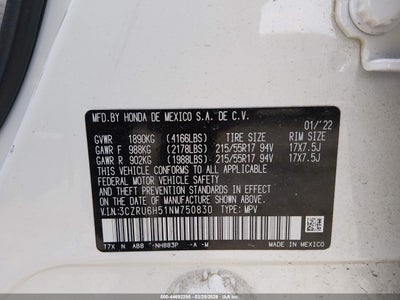 MFD.BY HONDA DE MEXICO S.A. DE C.V.
01/'22
GVWR 1890KG (4166LBS) TIRE SIZE RIM SIZE
GAWR F 988KG (2178LBS) 215/55R17 94V 17X7.5J
GAWR R 902KG (1988LBS) 215/55R17 94V 17X7.5J
THIS VEHICLE CONFORMS TO ALL APPLICABLE
FEDERAL MOTOR VEHICLE SAFETY STANDARDS
IN EFFECT ON THE DATE OF MANUFACTURE SHOWN ABOVE.
V.I.N:3CZRU6H51NM750830 TYPE: MPV
T7X N A88 -NH883P -A -M
MADE IN MEXICO